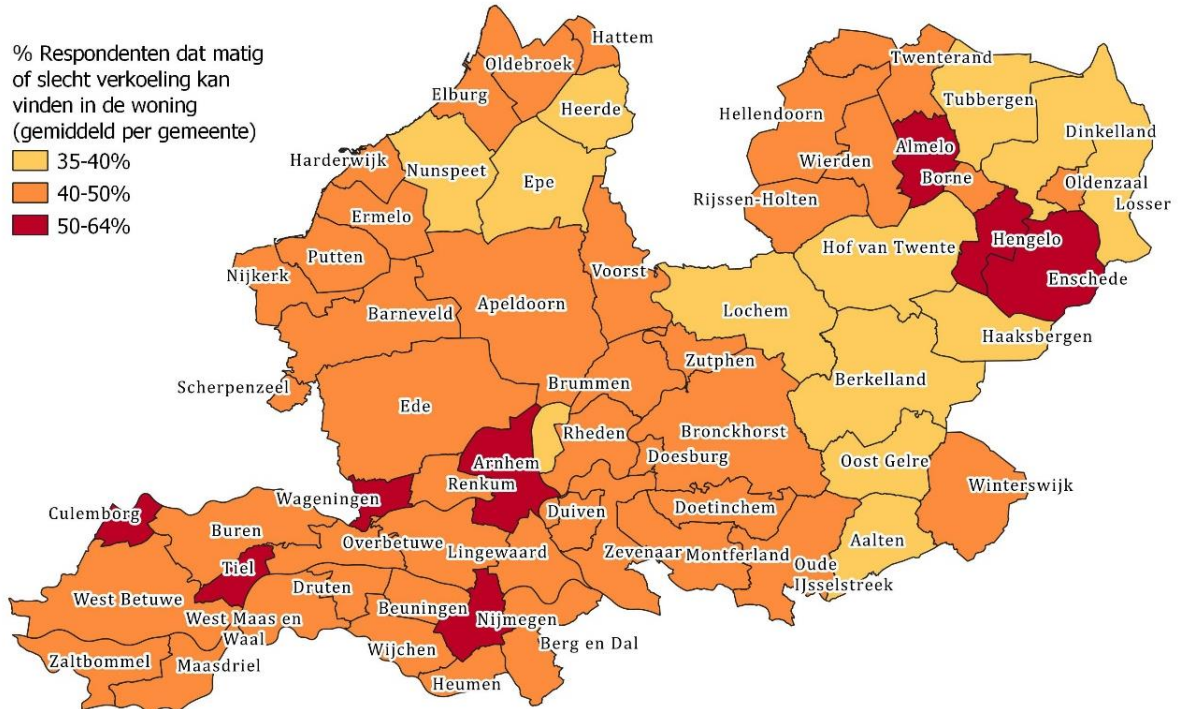 % Respondenten dat matig
of slecht verkoeling kan
vinden in de woning
(gemiddeld per gemeente)
35-40%
40-50%
50-64%
Hattem
Oldebroek
Elburg
Heerde
Harderwijk
Nunspeet
Epe
Ermelo
Putten
Nijkerk
Voorst
Apeldoorn
Barneveld
Scherpenzeel
Ede
Brummen
Zutphen
Twenterand
Tubbergen
Hellendoorn
Dinkelland
Almelo
Wierden
Borne
Oldenzaal
Rijssen-Holten
Losser
Hengelo
Hof van Twente
Enschede
Lochem
Haaksbergen
Berkelland
Rheden
Bronckhorst
Arnhem
Doesburg
Renkum
Oost Gelre
Winterswijk
Wageningen
Culemborg
Buren
Duiven
Doetinchem
Overbetuwe
Lingewaard
Aalten
Zevenaar
Montferland
Oude
IJsselstreek
Tiel
Druten
West Betuwe
Beuningen
West Maas en
Waal
Nijmegen
Berg en Dal
Wijchen
Zaltbommel
Maasdriel
Heumen